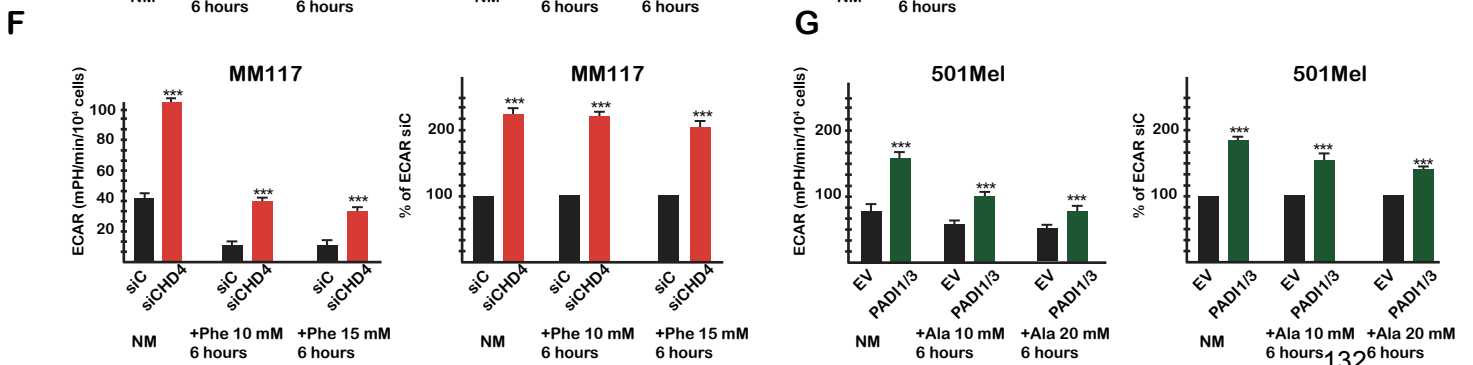 NM
6 hours
6 hours
NM
6 hours
6 hours
NM
6 hours
F
MM117
ECAR (mPH/min/10⁴ cells)
100
80
60
40
20
***
***
***
siC
siCHD4
siC
siCHD4
siC
siCHD4
NM
+Phe 10 mM
6 hours
+Phe 15 mM
6 hours
MM117
% of ECAR siC
200
100
***
***
***
siC
siCHD4
siC
siCHD4
siC
siCHD4
NM
+Phe 10 mM
6 hours
+Phe 15 mM
6 hours
G
501Mel
ECAR (mPH/min/10⁴ cells)
200
100
***
***
***
EV
PADI1/3
EV
PADI1/3
EV
PADI1/3
NM
+Ala 10 mM
6 hours
+Ala 20 mM
6 hours
501Mel
% of ECAR siC
200
100
***
***
***
EV
PADI1/3
EV
PADI1/3
EV
PADI1/3
NM
+Ala 10 mM
6 hours
+Ala 20 mM
6 hours
132